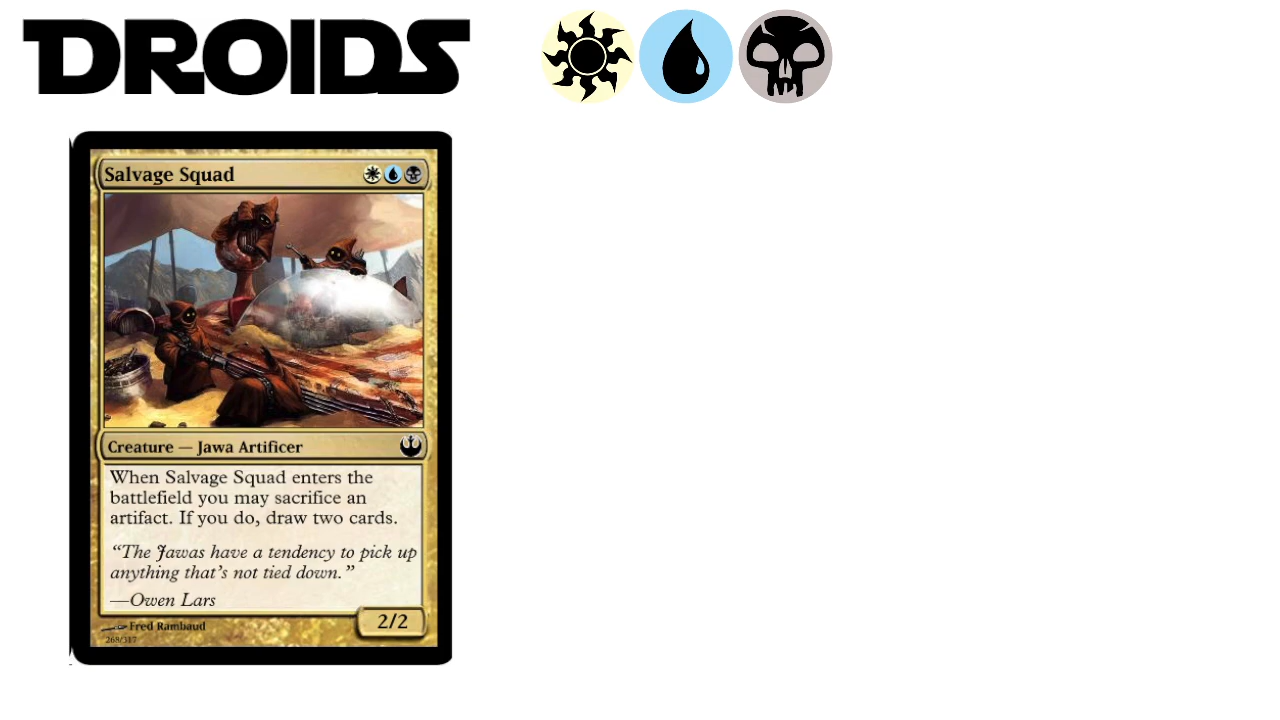 DROIDS
Salvage Squad
Creature — Jawa Artificer
When Salvage Squad enters the
battlefield you may sacrifice an
artifact. If you do, draw two cards.
“The Jawas have a tendency to pick up
anything that’s not tied down.”
—Owen Lars
2/2
Fred Rambaud
268/317